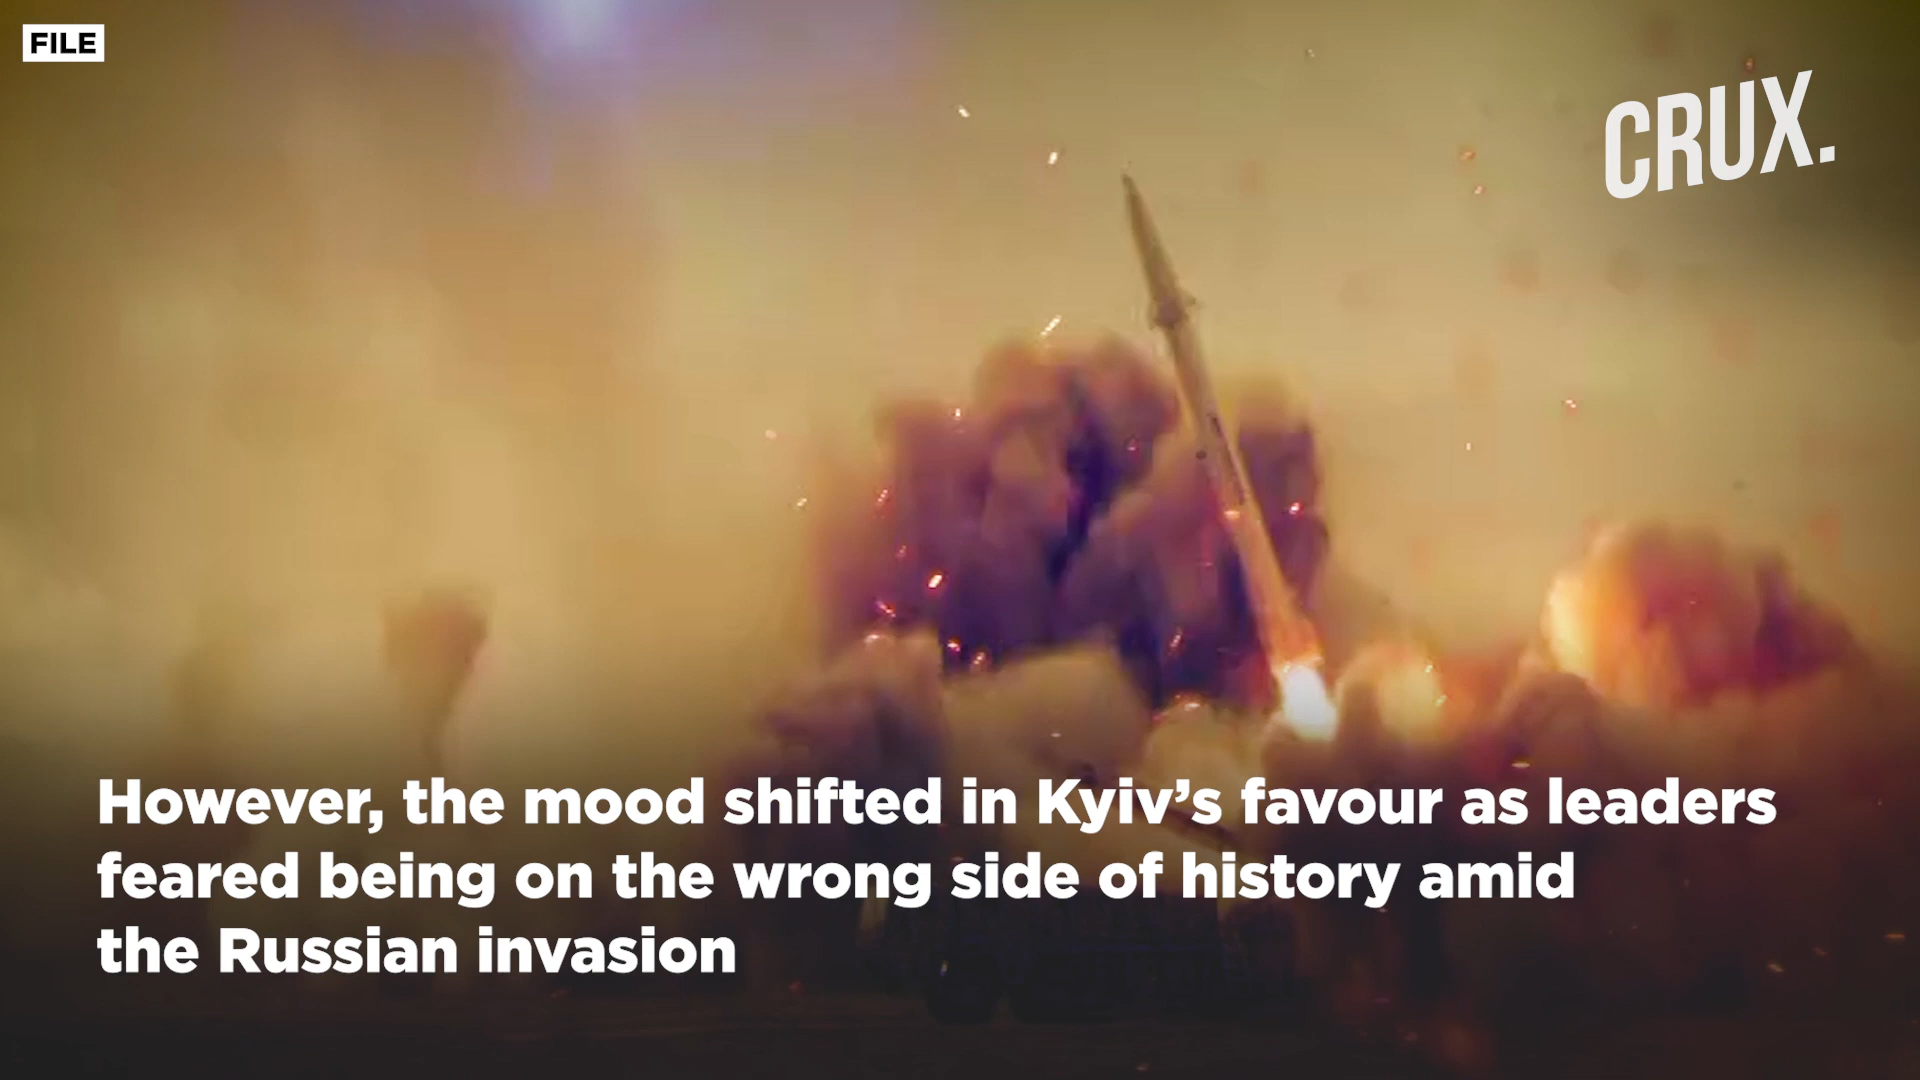 FILE
CRUX.
However, the mood shifted in Kyiv’s favour as leaders
feared being on the wrong side of history amid
the Russian invasion